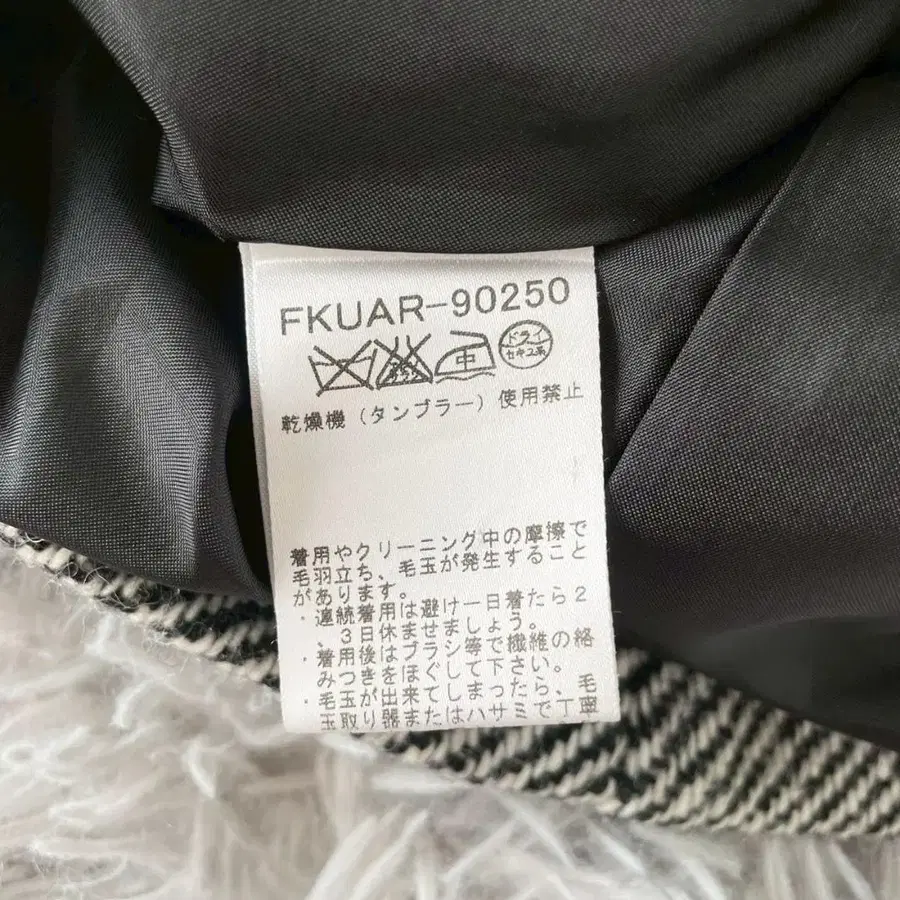 FKUAR-90250
中
ドライ
セキユ系
乾燥機(タンブラー)使用禁止
着用やクリーニング中の摩擦で
毛羽立ち、毛玉が発生すること
があります。
・連続着用は避け一日着たら2
、3日休ませましょう。
・着用後はブラシ等で繊維の絡
みつきをほぐして下さい。
・毛玉が出来てしまったら、毛
玉取り器またはハサミで丁寧